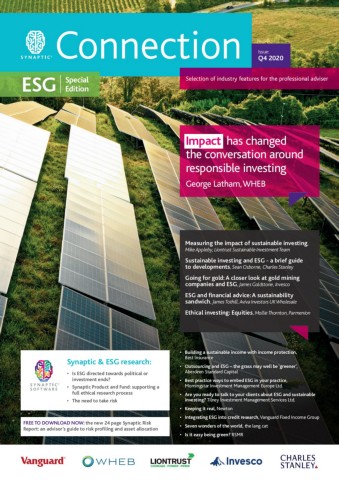 SYNAPTIC
Connection
Issue:
Q4 2020
ESG
Special
Edition
Selection of industry features for the professional adviser
Impact has changed
the conversation around
responsible investing
George Latham, WHEB
Measuring the impact of sustainable investing,
Mike Appleby, Liontrust Sustainable Investment Team
Sustainable investing and ESG - a brief guide
to developments, Sean Osborne, Charles Stanley
Going for gold: A closer look at gold mining
companies and ESG, James Goldstone, Invesco
ESG and financial advice: A sustainability
sandwich, James Tothill, Aviva Investors UK Wholesale
Ethical investing: Equities, Mollie Thornton, Parmenion
Synaptic & ESG research:
• Is ESG directed towards political or
investment ends?
• Synaptic Product and Fund: supporting a
full ethical research process
• The need to take risk
SYNAPTIC
SOFTWARE
FREE TO DOWNLOAD NOW: the new 24 page Synaptic Risk
Report: an adviser's guide to risk profiling and asset allocation
• Building a sustainable income with income protection,
Best Insurance
• Outsourcing and ESG – the grass may well be 'greener',
Aberdeen Standard Capital
• Best practice ways to embed ESG in your practice,
Morningstar Investment Management Europe Ltd
• Are you ready to talk to your clients about ESG and sustainable
investing? Tilney Investment Management Services Ltd.
• Keeping it real, Newton
• Integrating ESG into credit research, Vanguard Fixed Income Group
• Seven wonders of the world, the lang cat
• Is it easy being green? RSMR
Vanguard
WHEB
LIONTRUST
COURAGE · POWER · PRIDE
Invesco
CHARLES
STANLEY